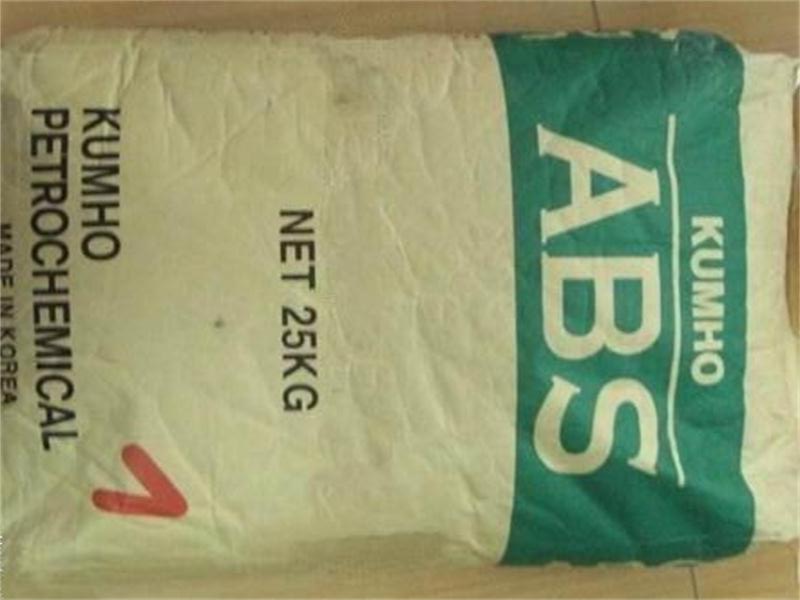 KUMHO
ABS
NET 25KG
KUMHO
PETROCHEMICAL
MADE IN KOREA